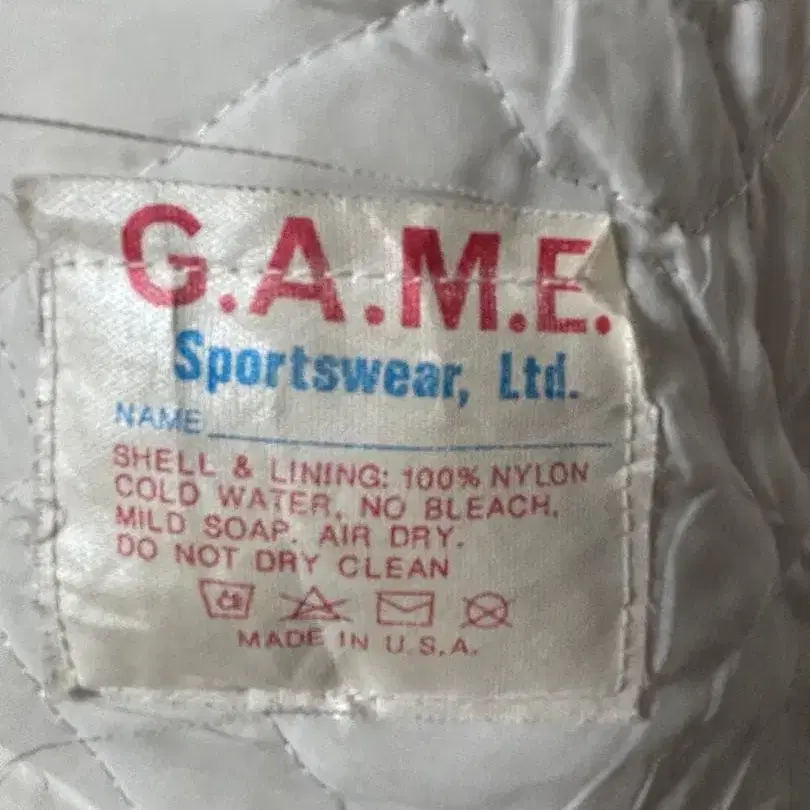 G.A.M.E.
Sportswear, Ltd.
NAME
SHELL & LINING: 100% NYLON
COLD WATER, NO BLEACH,
MILD SOAP. AIR DRY.
DO NOT DRY CLEAN
MADE IN U.S.A.